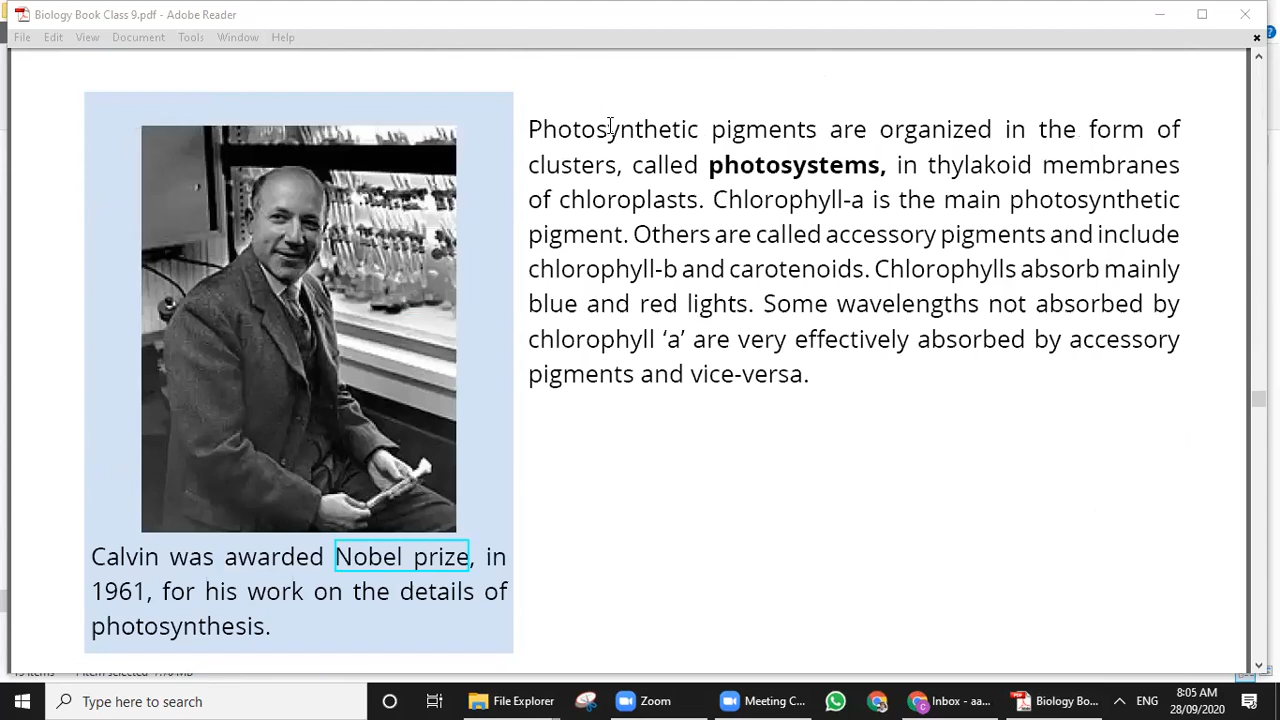 Biology Book Class 9.pdf - Adobe Reader
File Edit View Document Tools Window Help
Photosynthetic pigments are organized in the form of
clusters, called photosystems, in thylakoid membranes
of chloroplasts. Chlorophyll-a is the main photosynthetic
pigment. Others are called accessory pigments and include
chlorophyll-b and carotenoids. Chlorophylls absorb mainly
blue and red lights. Some wavelengths not absorbed by
chlorophyll ‘a’ are very effectively absorbed by accessory
pigments and vice-versa.
Calvin was awarded Nobel prize, in
1961, for his work on the details of
photosynthesis.
Type here to search
File Explorer
Zoom
Meeting C...
Inbox - aa...
Biology Bo...
ENG
8:05 AM
28/09/2020